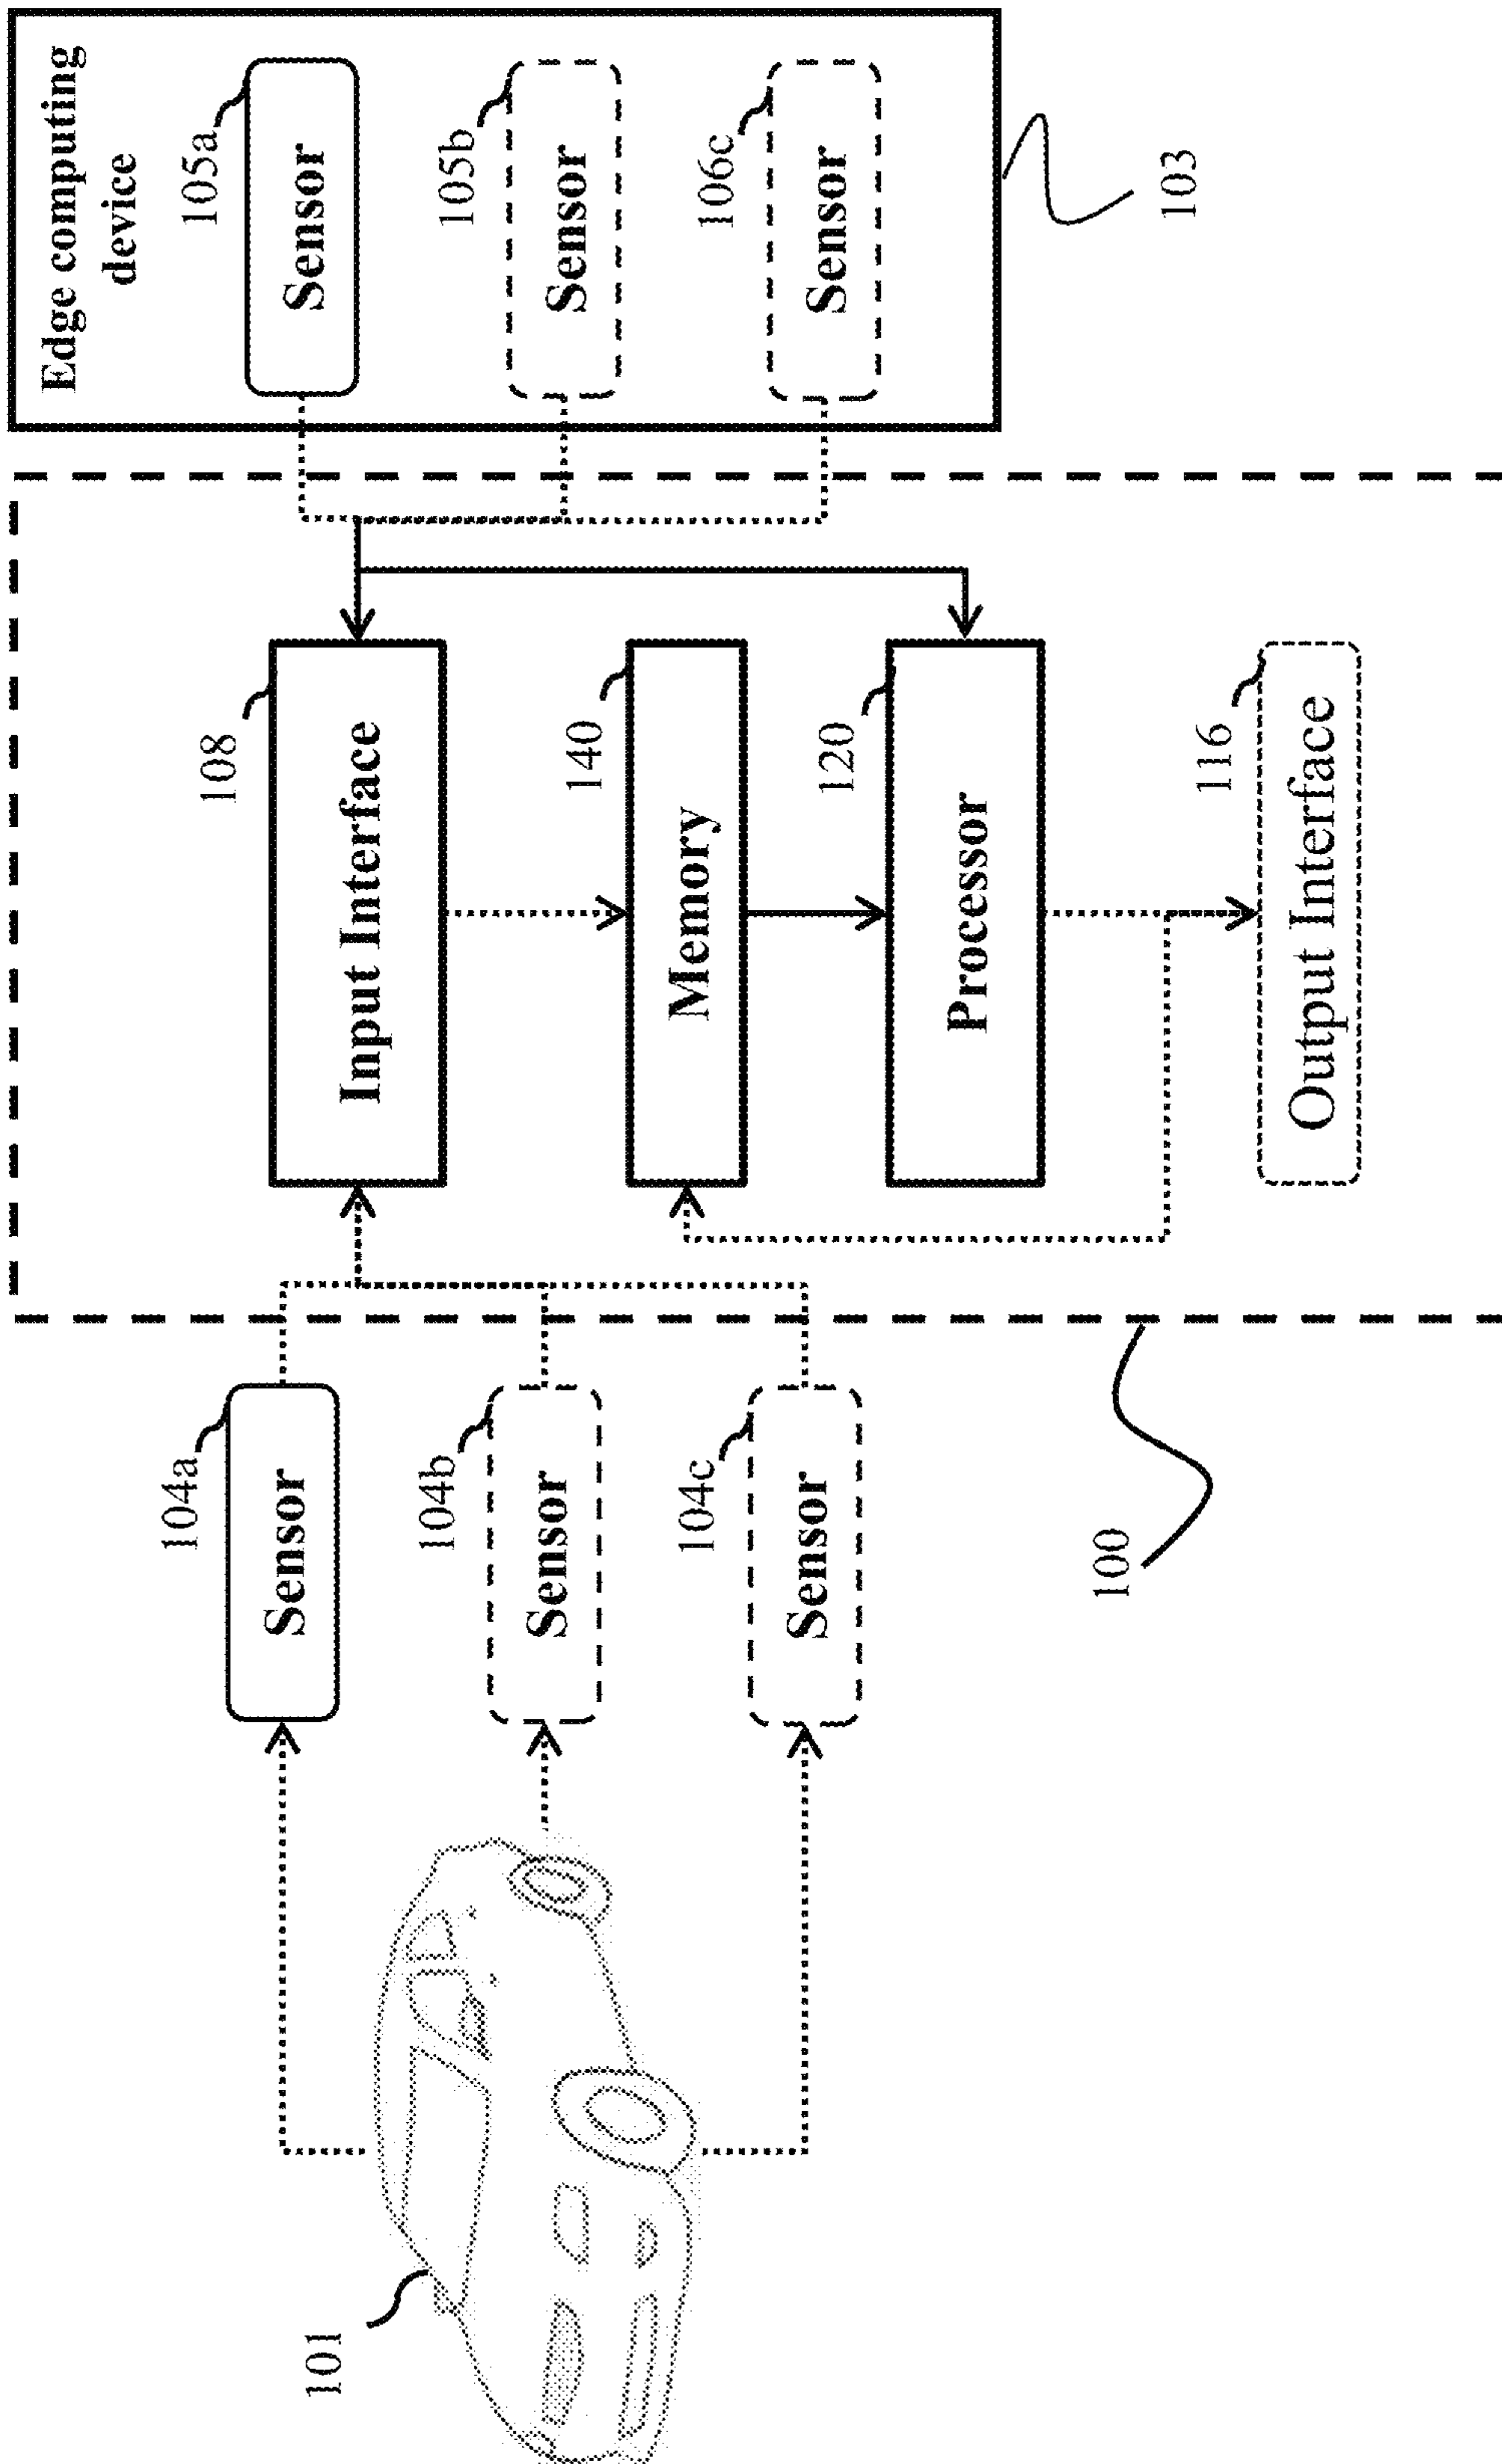 101
104a
Sensor
104b
Sensor
104c
Sensor
100
108
Input Interface
140
Memory
120
Processor
116
Output Interface
Edge computing
device
105a
Sensor
105b
Sensor
106c
Sensor
103